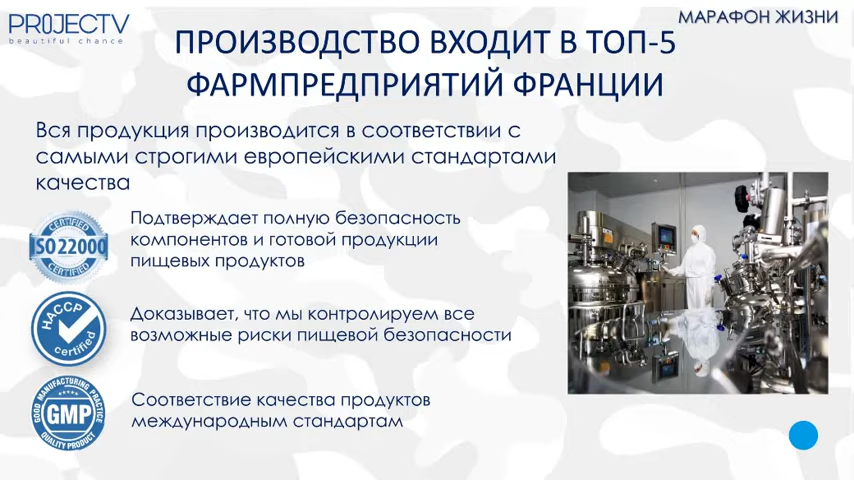 PROJECTV
beautiful chance
МАРАФОН ЖИЗНИ
ПРОИЗВОДСТВО ВХОДИТ В ТОП-5
ФАРМПРЕДПРИЯТИЙ ФРАНЦИИ
Вся продукция производится в соответствии с
самыми строгими европейскими стандартами
качества
CERTIFIED
ISO 22000
CERTIFIED
Подтверждает полную безопасность
компонентов и готовой продукции
пищевых продуктов
HACCP
certified
Доказывает, что мы контролируем все
возможные риски пищевой безопасности
GOOD MANUFACTURING PRACTICE
GMP
QUALITY PRODUCT
Соответствие качества продуктов
международным стандартам